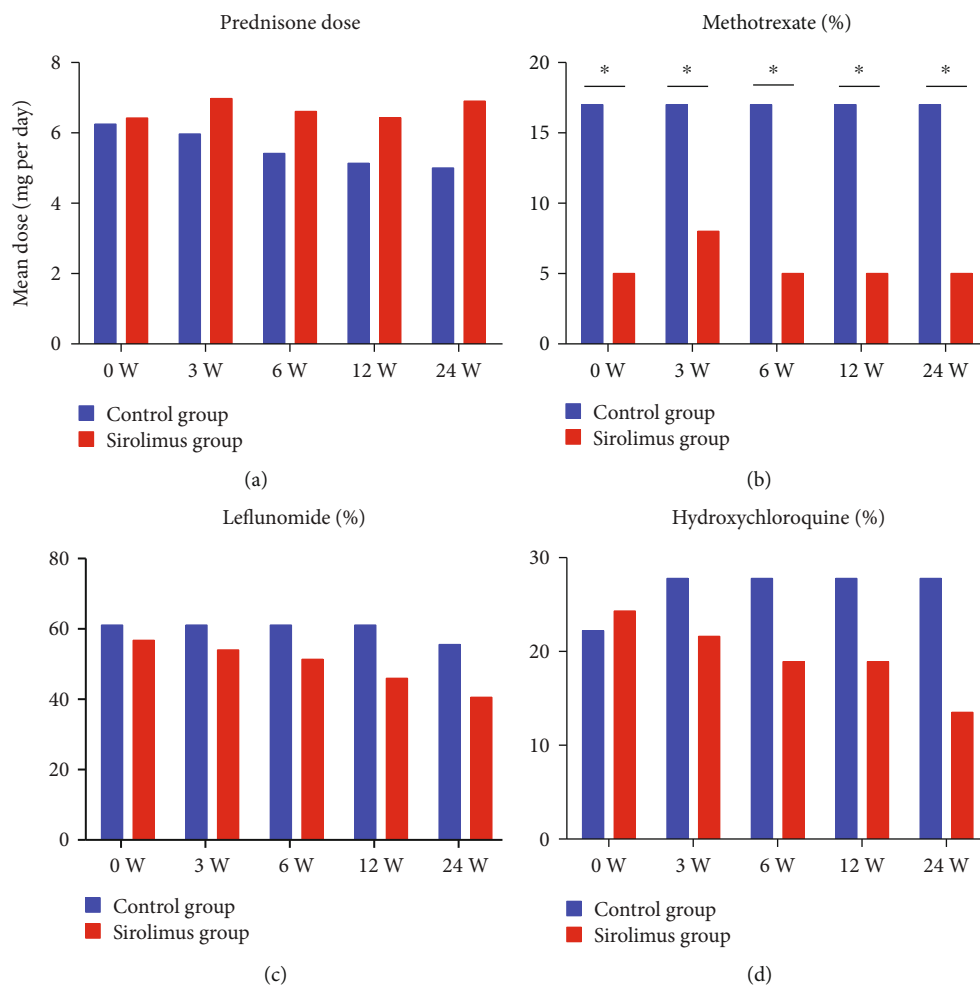 Prednisone dose
Mean dose (mg per day)
8
6
4
2
0
0 W 3 W 6 W 12 W 24 W
Control group
Sirolimus group
(a)
Methotrexate (%)
20
15
10
5
0
* * * * *
0 W 3 W 6 W 12 W 24 W
Control group
Sirolimus group
(b)
Leflunomide (%)
80
60
40
20
0
0 W 3 W 6 W 12 W 24 W
Control group
Sirolimus group
(c)
Hydroxychloroquine (%)
30
20
10
0
0 W 3 W 6 W 12 W 24 W
Control group
Sirolimus group
(d)